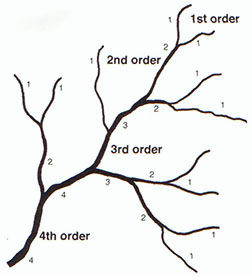 1 1st order
1
2nd order 2
1 1
1 1
3 2 1
3rd order
2 1
3 2 1
4 2 1
4th order 1
4